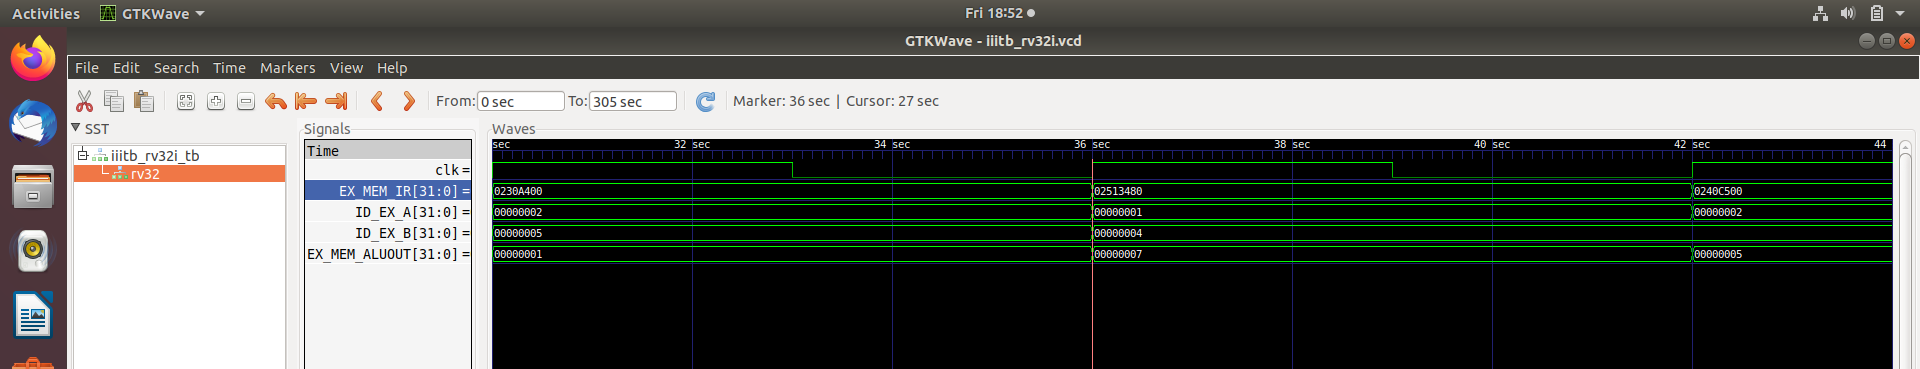 Activities GTKWave Fri 18:52
GTKWave - iiitb_rv32i.vcd
File Edit Search Time Markers View Help
From: 0 sec To: 305 sec Marker: 36 sec | Cursor: 27 sec
SST Signals Waves
iiitb_rv32i_tb
rv32
Time sec 32 sec 34 sec 36 sec 38 sec 40 sec 42 sec 44
clk=
EX_MEM_IR[31:0]= 0230A400 02513480 0240C500
ID_EX_A[31:0]= 00000002 00000001 00000002
ID_EX_B[31:0]= 00000005 00000004
EX_MEM_ALUOUT[31:0]= 00000001 00000007 00000005